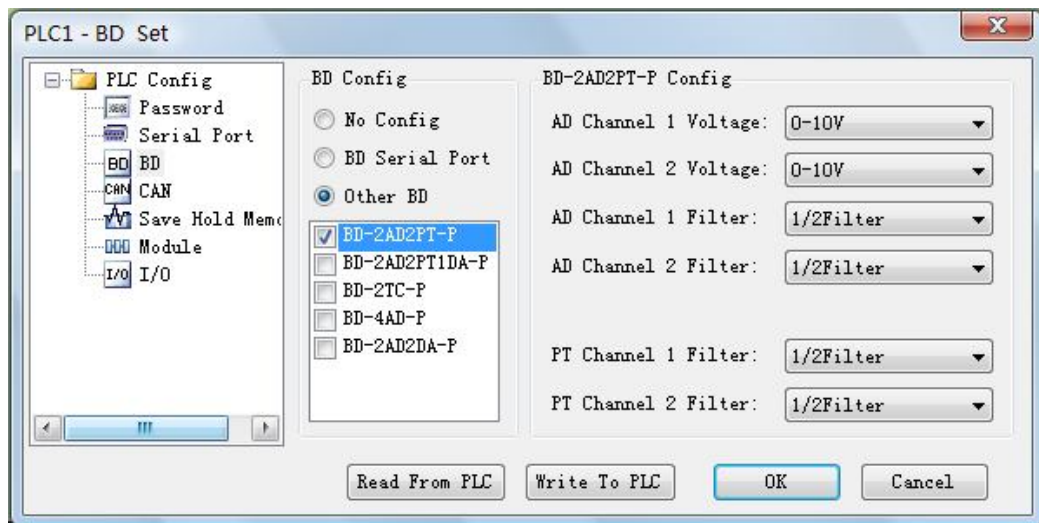 PLC1 - BD Set
PLC Config
Password
Serial Port
BD BD
CAN CAN
Save Hold Mem
Module
I/O I/O
BD Config
No Config
BD Serial Port
Other BD
BD-2AD2PT-P
BD-2AD2PT1DA-P
BD-2TC-P
BD-4AD-P
BD-2AD2DA-P
BD-2AD2PT-P Config
AD Channel 1 Voltage: 0-10V
AD Channel 2 Voltage: 0-10V
AD Channel 1 Filter: 1/2Filter
AD Channel 2 Filter: 1/2Filter
PT Channel 1 Filter: 1/2Filter
PT Channel 2 Filter: 1/2Filter
Read From PLC Write To PLC OK Cancel